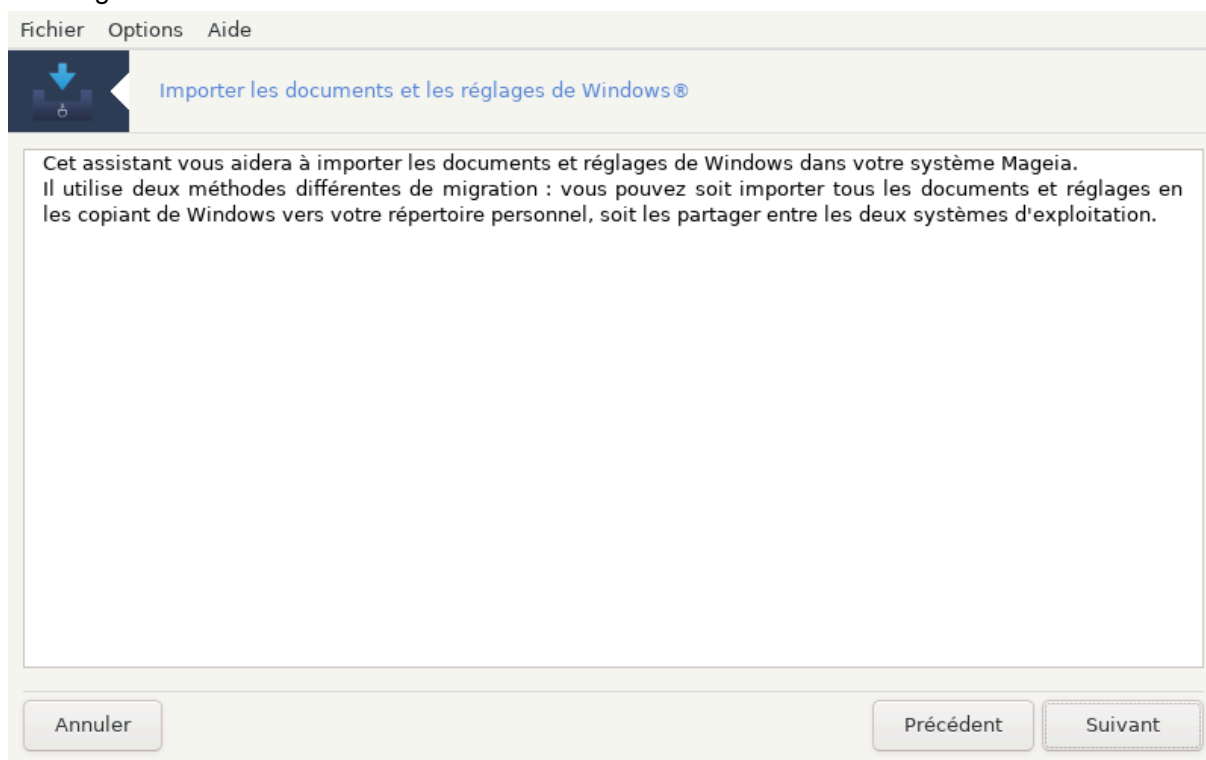 Fichier Options Aide
Importer les documents et les réglages de Windows®
Cet assistant vous aidera à importer les documents et réglages de Windows dans votre système Mageia.
Il utilise deux méthodes différentes de migration : vous pouvez soit importer tous les documents et réglages en
les copiant de Windows vers votre répertoire personnel, soit les partager entre les deux systèmes d'exploitation.
Annuler Précédent Suivant